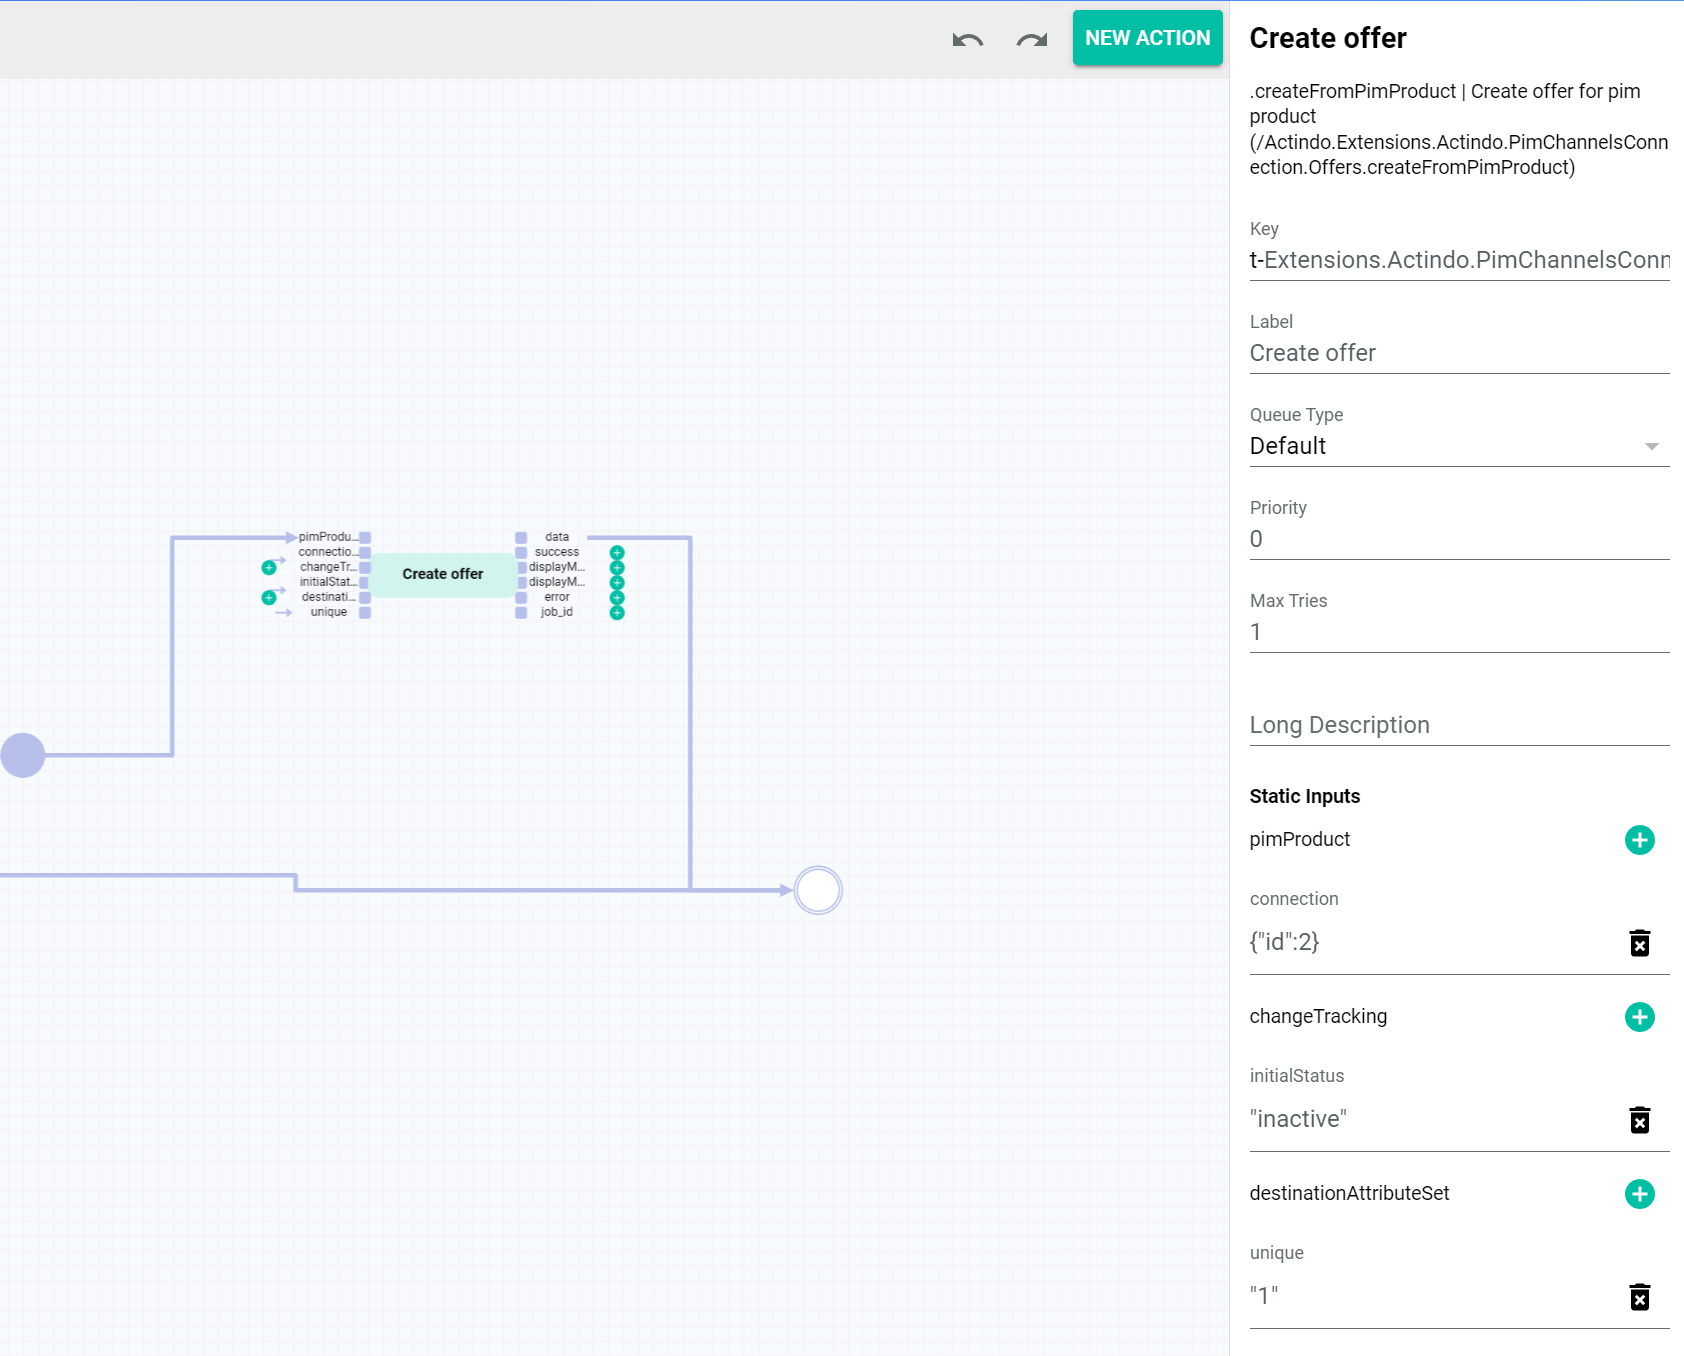 NEW ACTION
pimProdu...
connectio...
changeTr...
initialStat...
destinati...
unique
Create offer
data
success
displayM...
displayM...
error
job_id
Create offer
.createFromPimProduct | Create offer for pim
product
(/Actindo.Extensions.Actindo.PimChannelsConn
ection.Offers.createFromPimProduct)
Key
t-Extensions.Actindo.PimChannelsConn
Label
Create offer
Queue Type
Default
Priority
0
Max Tries
1
Long Description
Static Inputs
pimProduct
connection
{"id":2}
changeTracking
initialStatus
"inactive"
destinationAttributeSet
unique
"1"